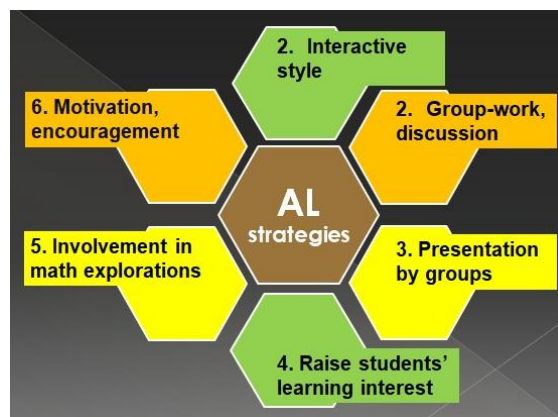 2. Interactive
style
2. Group-work,
discussion
3. Presentation
by groups
4. Raise students’
learning interest
5. Involvement in
math explorations
6. Motivation,
encouragement
AL
strategies